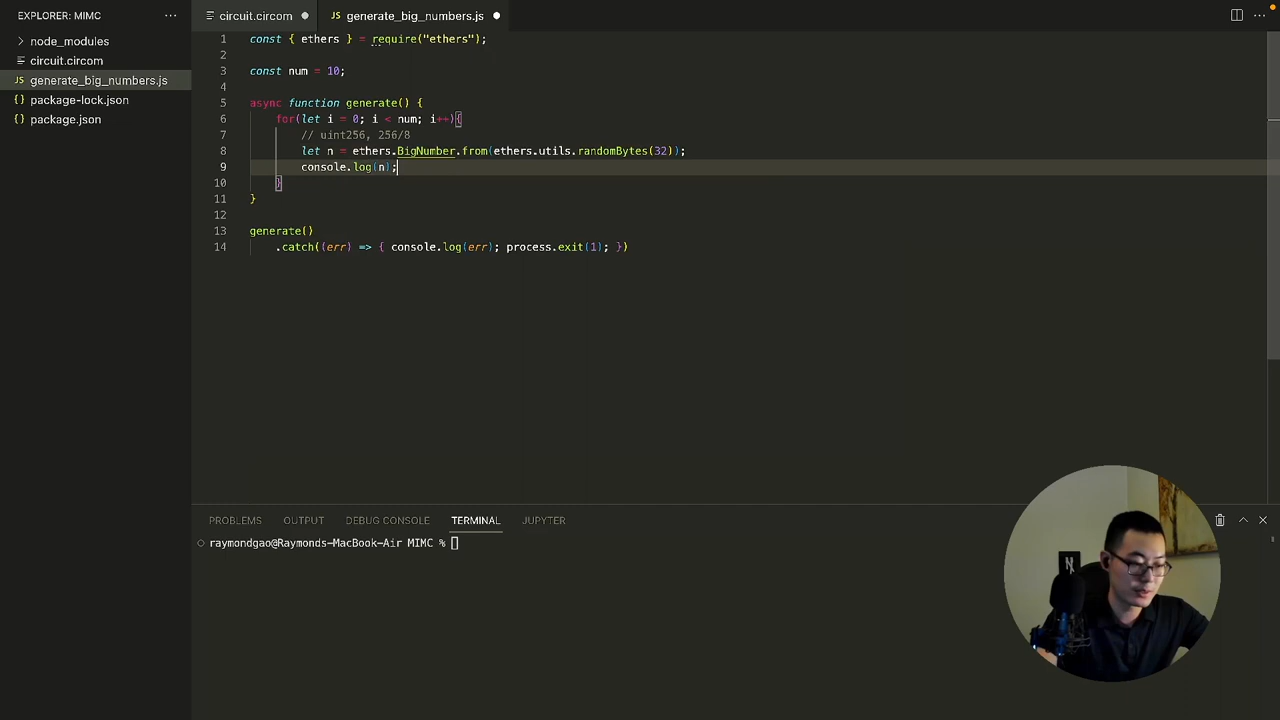 EXPLORER: MIMC ...
node_modules
circuit.circom
JS generate_big_numbers.js
{} package-lock.json
{} package.json
circuit.circom
JS generate_big_numbers.js
1 const { ethers } = require("ethers");
2
3 const num = 10;
4
5 async function generate() {
6 for(let i = 0; i < num; i++){
7 // uint256, 256/8
8 let n = ethers.BigNumber.from(ethers.utils.randomBytes(32));
9 console.log(n);
10 }
11 }
12
13 generate()
14 .catch((err) => { console.log(err); process.exit(1); })
PROBLEMS OUTPUT DEBUG CONSOLE TERMINAL JUPYTER
raymondgao@Raymonds-MacBook-Air MIMC %